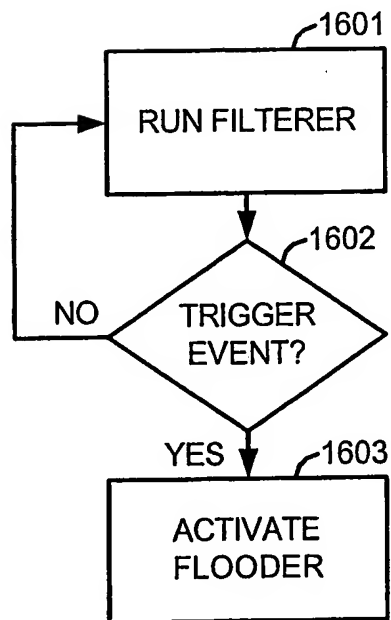 1601
RUN FILTERER
1602
TRIGGER
EVENT?
NO
YES
1603
ACTIVATE
FLOODER